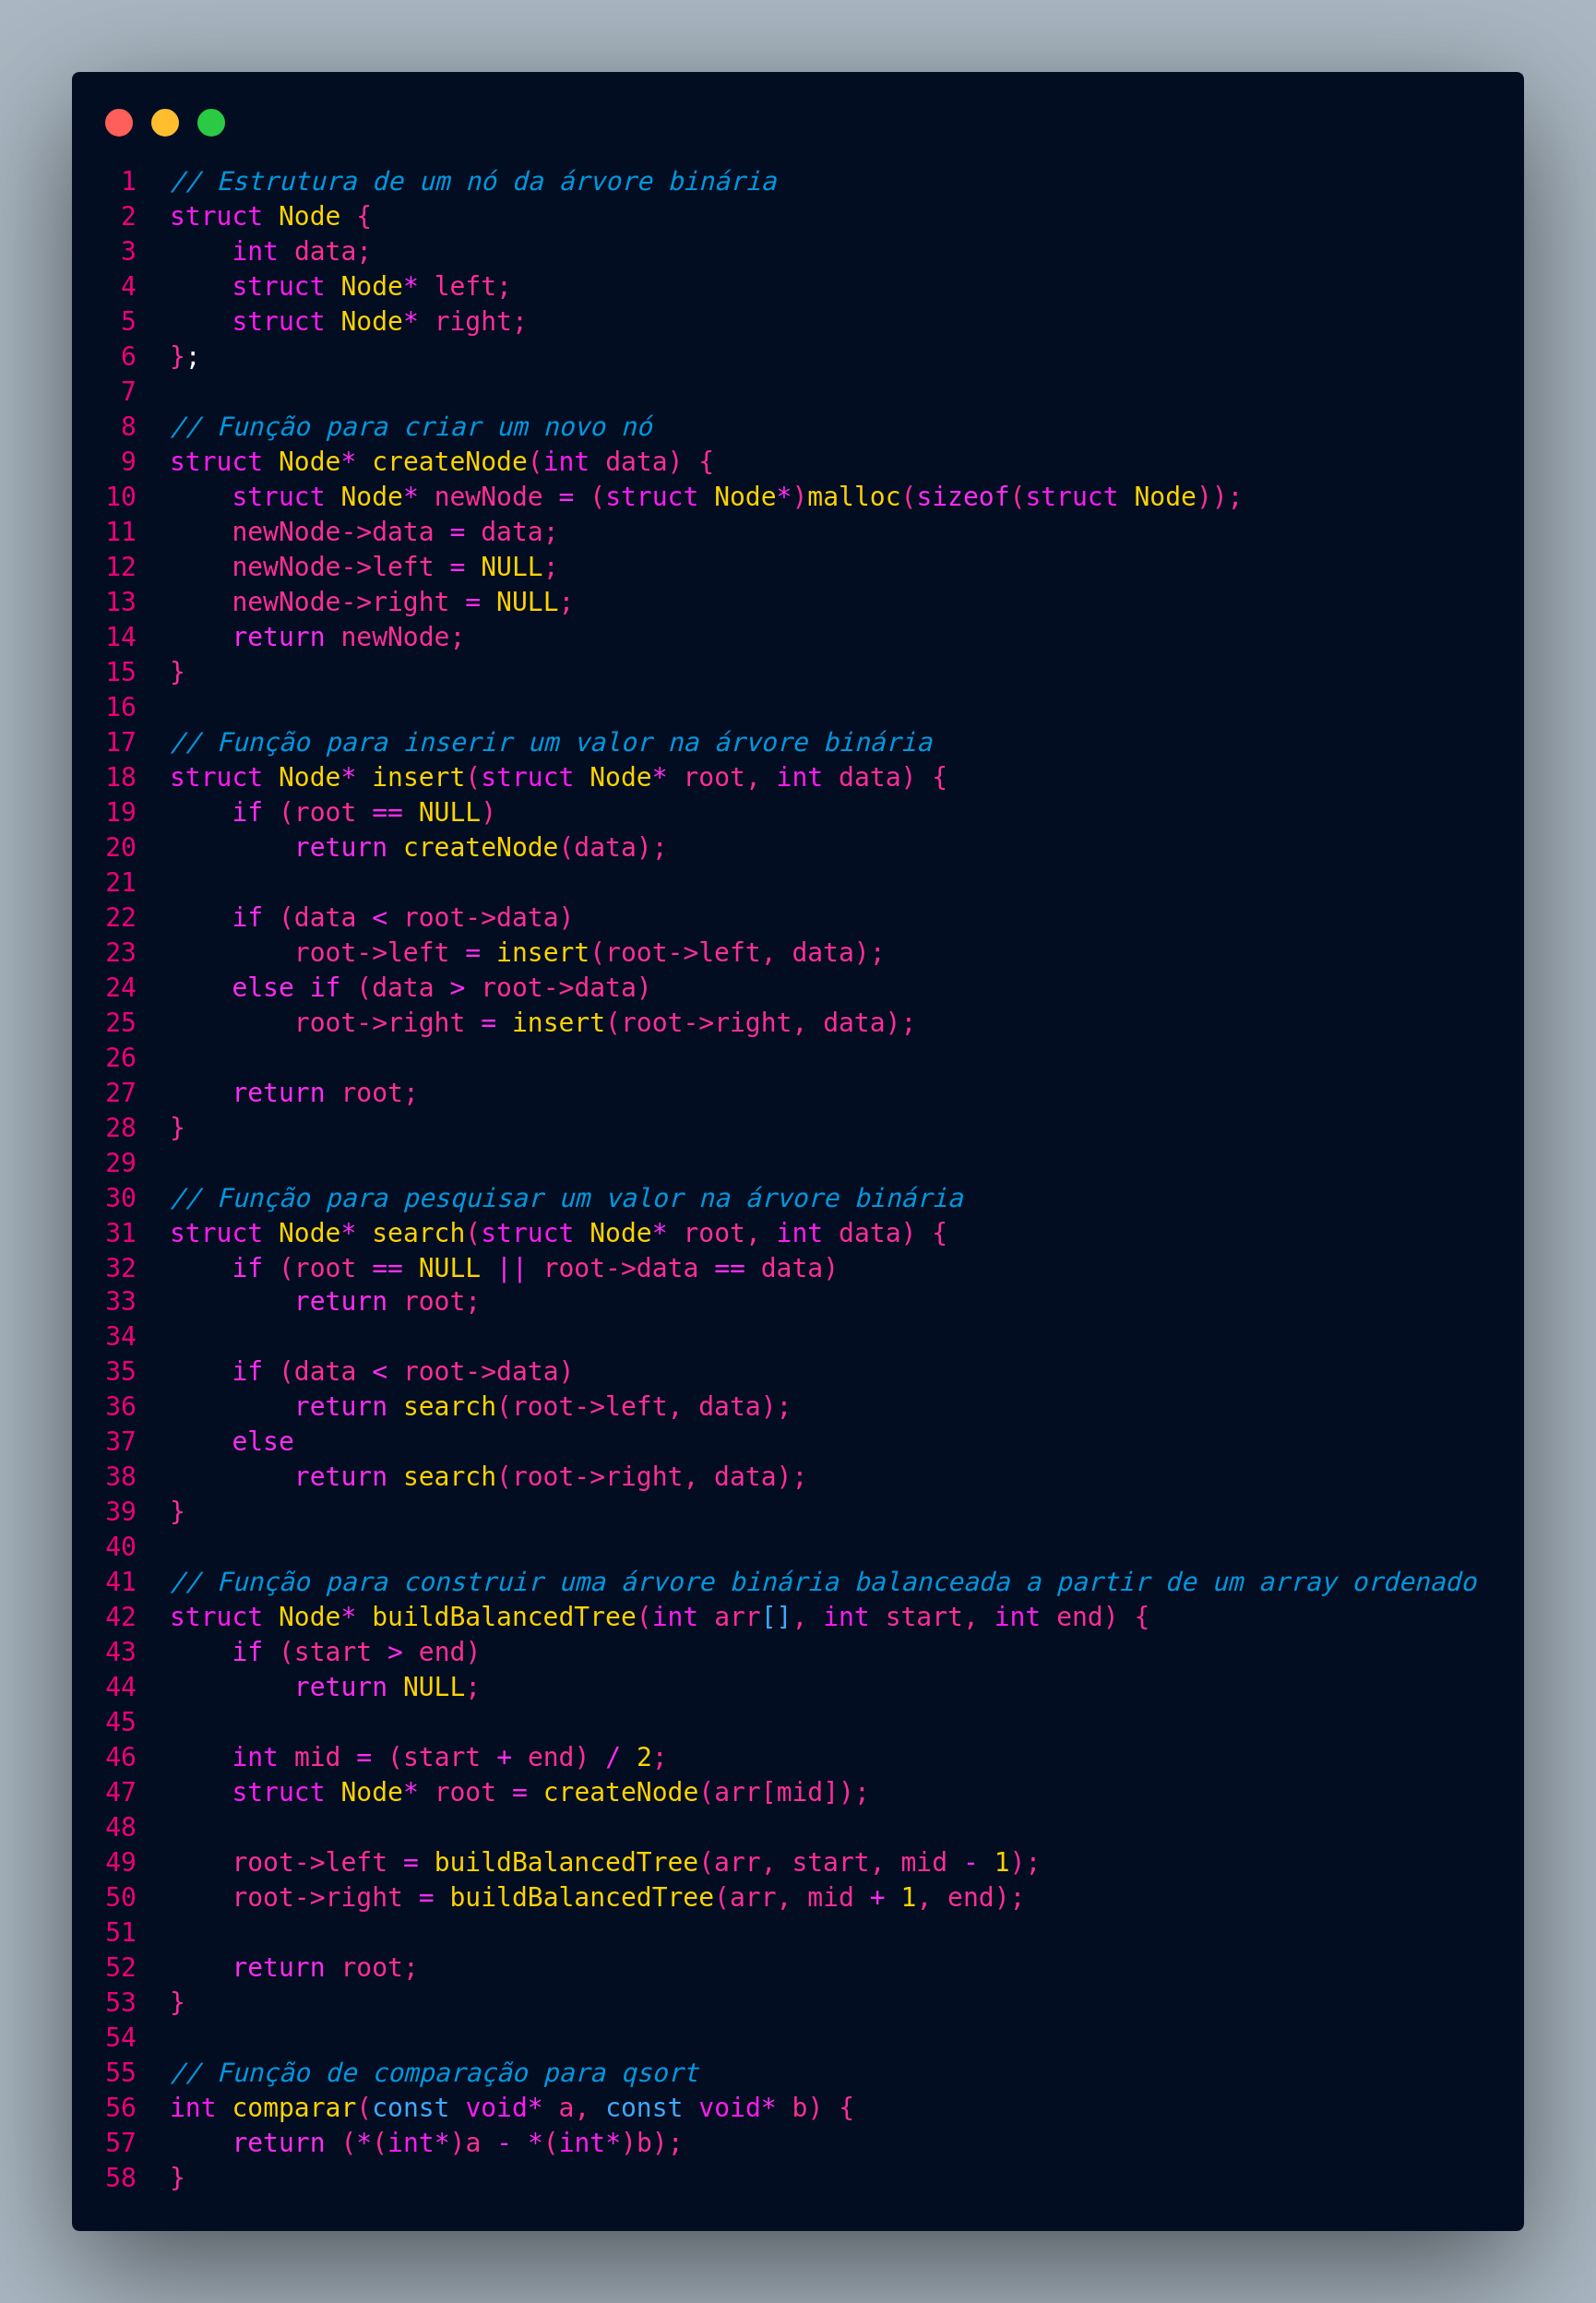 1 // Estrutura de um nó da árvore binária
2 struct Node {
3     int data;
4     struct Node* left;
5     struct Node* right;
6 };
7
8 // Função para criar um novo nó
9 struct Node* createNode(int data) {
10     struct Node* newNode = (struct Node*)malloc(sizeof(struct Node));
11     newNode->data = data;
12     newNode->left = NULL;
13     newNode->right = NULL;
14     return newNode;
15 }
16
17 // Função para inserir um valor na árvore binária
18 struct Node* insert(struct Node* root, int data) {
19     if (root == NULL)
20         return createNode(data);
21
22     if (data < root->data)
23         root->left = insert(root->left, data);
24     else if (data > root->data)
25         root->right = insert(root->right, data);
26
27     return root;
28 }
29
30 // Função para pesquisar um valor na árvore binária
31 struct Node* search(struct Node* root, int data) {
32     if (root == NULL || root->data == data)
33         return root;
34
35     if (data < root->data)
36         return search(root->left, data);
37     else
38         return search(root->right, data);
39 }
40
41 // Função para construir uma árvore binária balanceada a partir de um array ordenado
42 struct Node* buildBalancedTree(int arr[], int start, int end) {
43     if (start > end)
44         return NULL;
45
46     int mid = (start + end) / 2;
47     struct Node* root = createNode(arr[mid]);
48
49     root->left = buildBalancedTree(arr, start, mid - 1);
50     root->right = buildBalancedTree(arr, mid + 1, end);
51
52     return root;
53 }
54
55 // Função de comparação para qsort
56 int comparar(const void* a, const void* b) {
57     return (*(int*)a - *(int*)b);
58 }